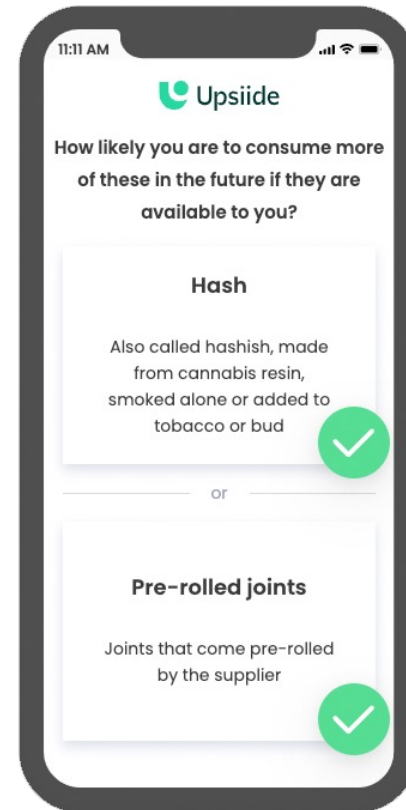 11:11 AM
Upsiide
How likely you are to consume more
of these in the future if they are
available to you?
Hash
Also called hashish, made
from cannabis resin,
smoked alone or added to
tobacco or bud
or
Pre-rolled joints
Joints that come pre-rolled
by the supplier